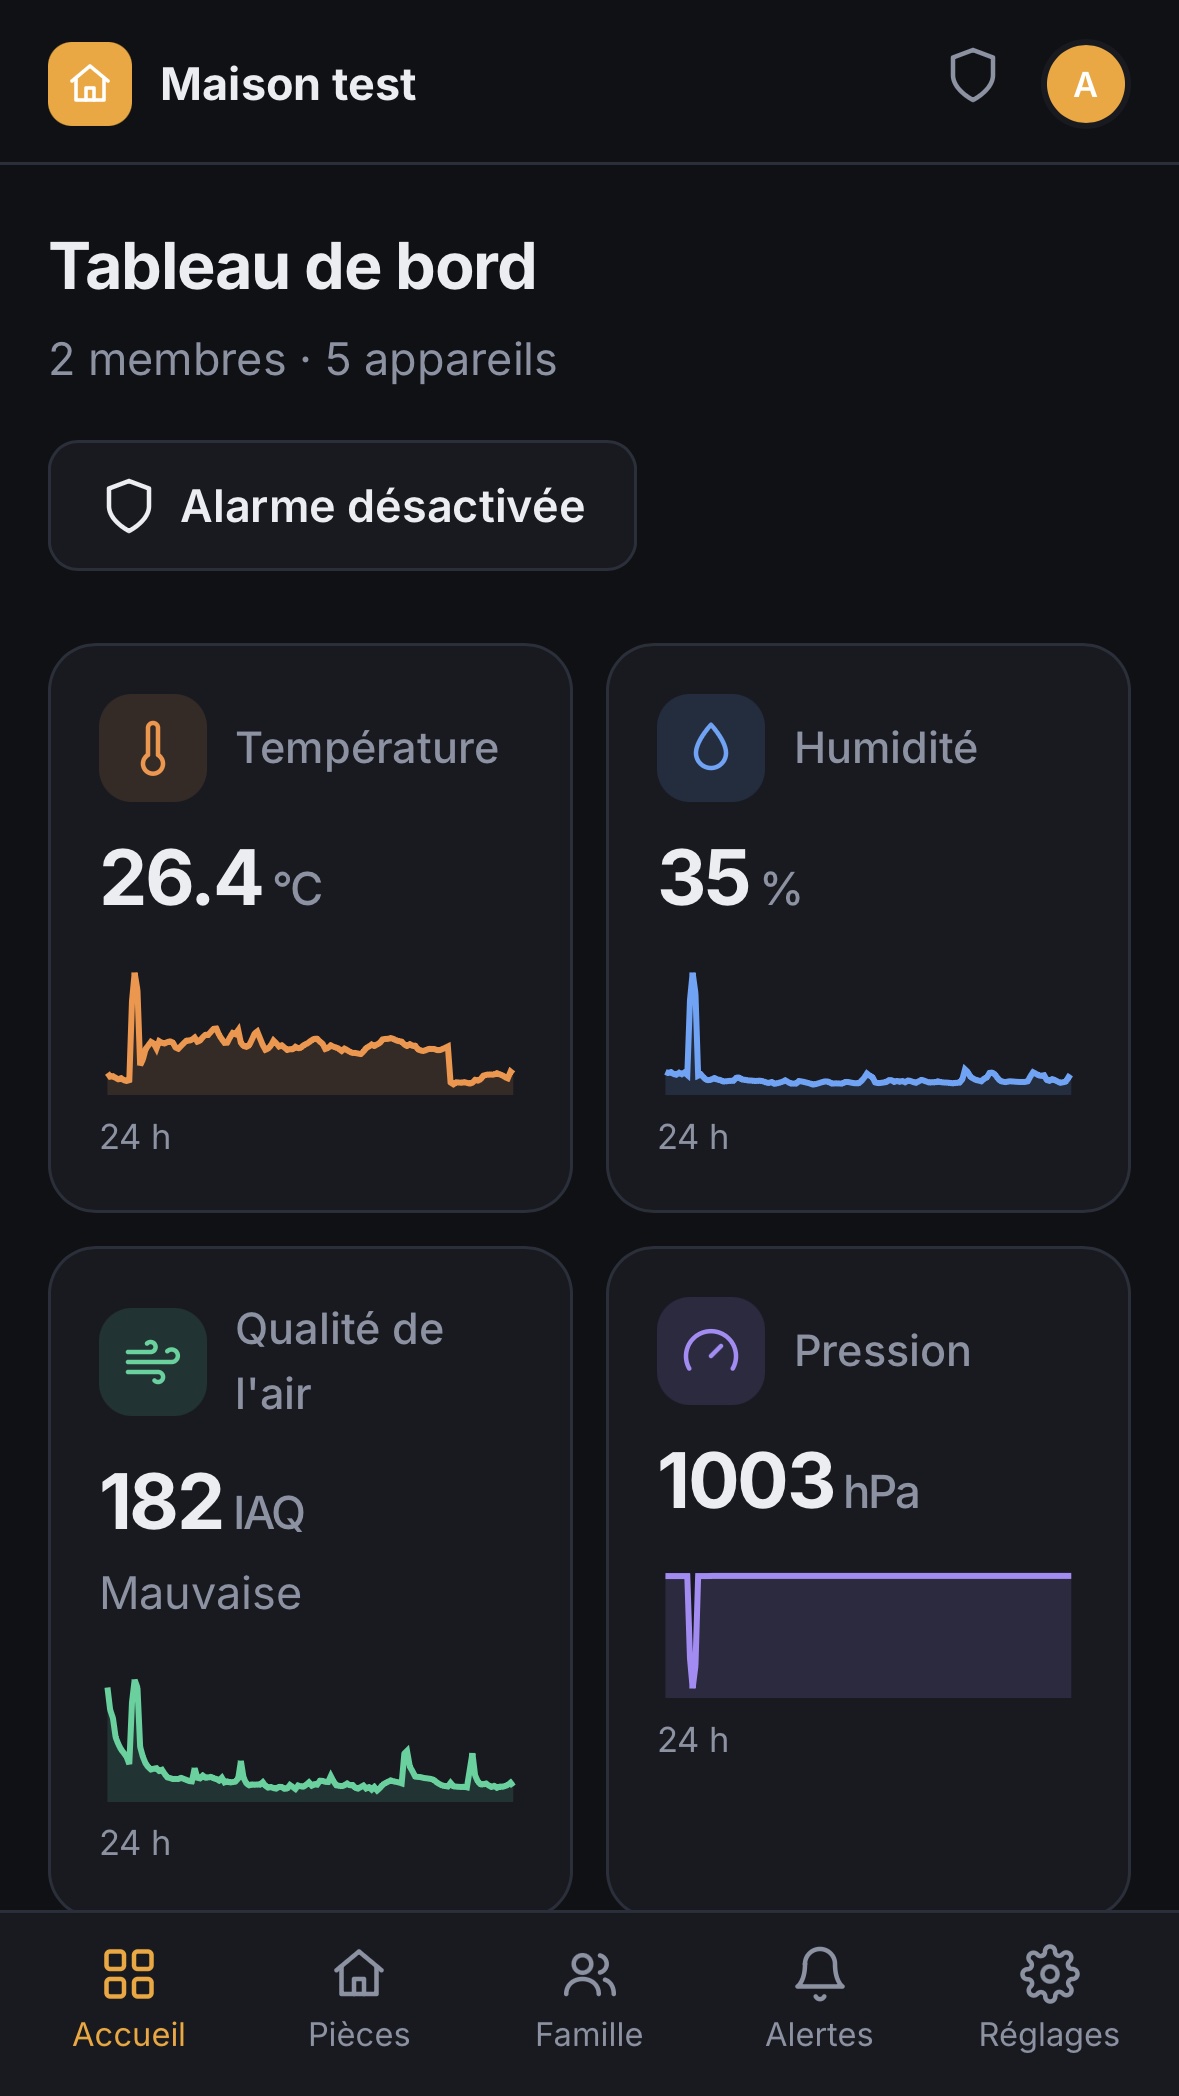 Maison test
A
Tableau de bord
2 membres · 5 appareils
Alarme désactivée
Température
26.4 °C
24 h
Humidité
35 %
24 h
Qualité de
l'air
182 IAQ
Mauvaise
24 h
Pression
1003 hPa
24 h
Accueil
Pièces
Famille
Alertes
Réglages